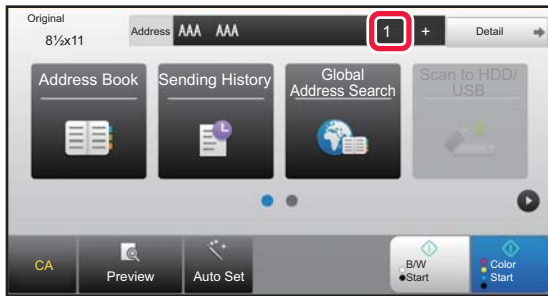 Original
8½x11
Address AAA AAA 1 + Detail
Address Book
Sending History
Global
Address Search
Scan to HDD/
USB
CA
Preview
Auto Set
B/W
Start
Color
Start